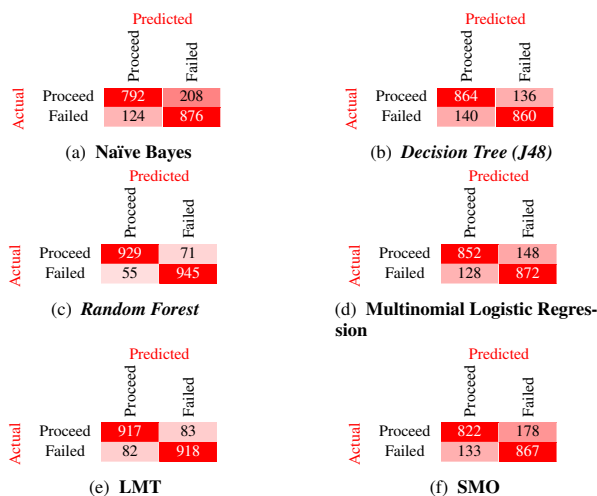 Predicted
Proceed
Failed
Actual
Proceed 792 208
Failed 124 876
(a) Naïve Bayes
Predicted
Proceed
Failed
Actual
Proceed 864 136
Failed 140 860
(b) Decision Tree (J48)
Predicted
Proceed
Failed
Actual
Proceed 929 71
Failed 55 945
(c) Random Forest
Predicted
Proceed
Failed
Actual
Proceed 852 148
Failed 128 872
(d) Multinomial Logistic Regres-
sion
Predicted
Proceed
Failed
Actual
Proceed 917 83
Failed 82 918
(e) LMT
Predicted
Proceed
Failed
Actual
Proceed 822 178
Failed 133 867
(f) SMO